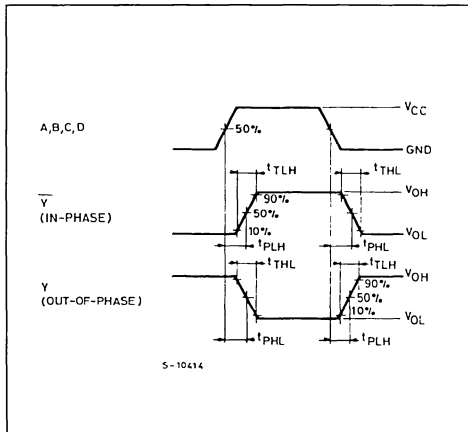 A,B,C,D
50%
VCC
GND
tTLH
tTHL
Y
(IN-PHASE)
90%
50%
10%
VOH
VOL
tPLH
tPHL
tTHL
tTLH
Y
(OUT-OF-PHASE)
VOH
90%
50%
10%
VOL
tPHL
tPLH
S-10414